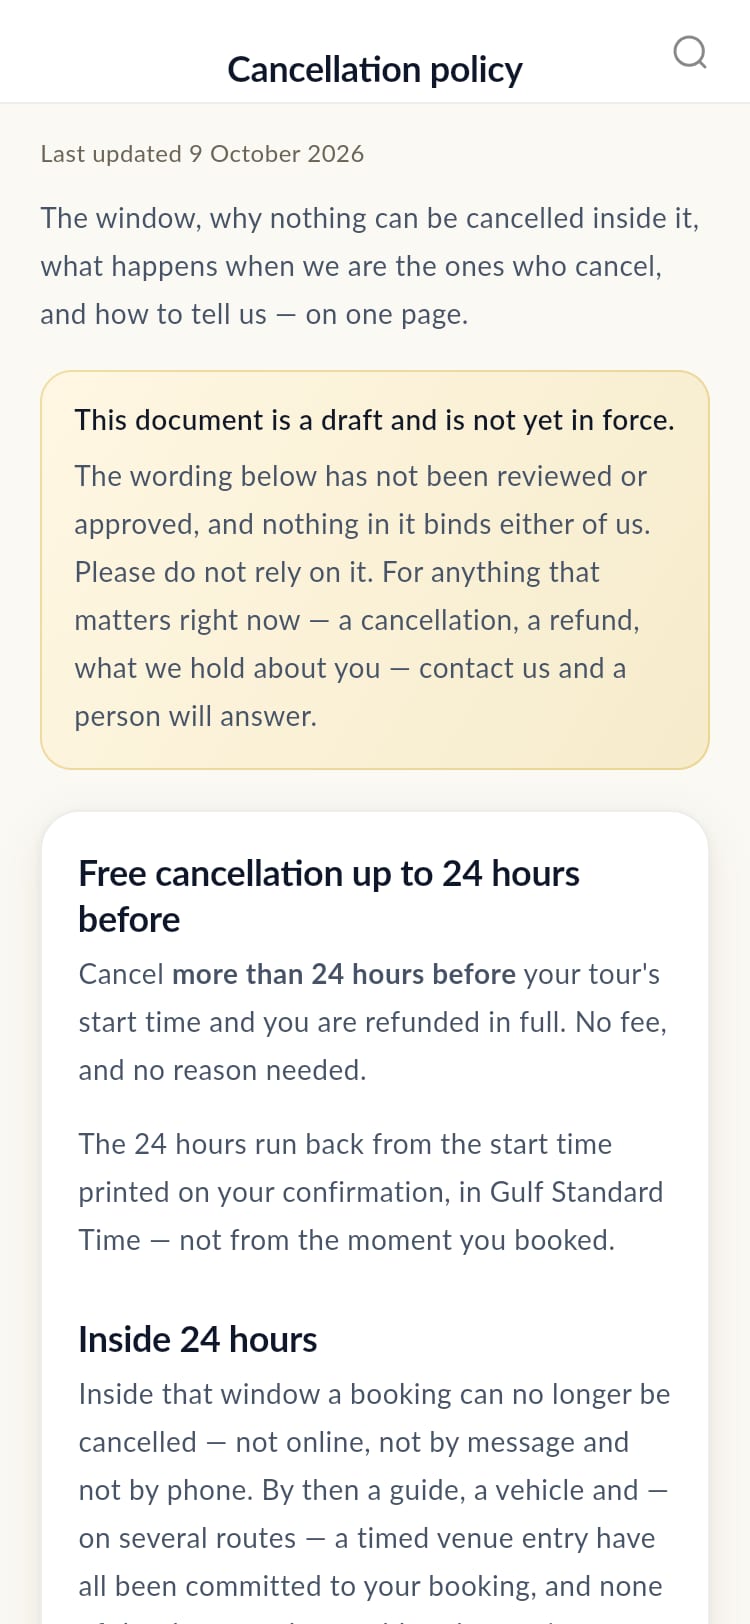 Cancellation policy
Last updated 9 October 2026
The window, why nothing can be cancelled inside it,
what happens when we are the ones who cancel,
and how to tell us — on one page.
This document is a draft and is not yet in force.
The wording below has not been reviewed or
approved, and nothing in it binds either of us.
Please do not rely on it. For anything that
matters right now — a cancellation, a refund,
what we hold about you — contact us and a
person will answer.
Free cancellation up to 24 hours
before
Cancel more than 24 hours before your tour's
start time and you are refunded in full. No fee,
and no reason needed.
The 24 hours run back from the start time
printed on your confirmation, in Gulf Standard
Time — not from the moment you booked.
Inside 24 hours
Inside that window a booking can no longer be
cancelled — not online, not by message and
not by phone. By then a guide, a vehicle and —
on several routes — a timed venue entry have
all been committed to your booking, and none